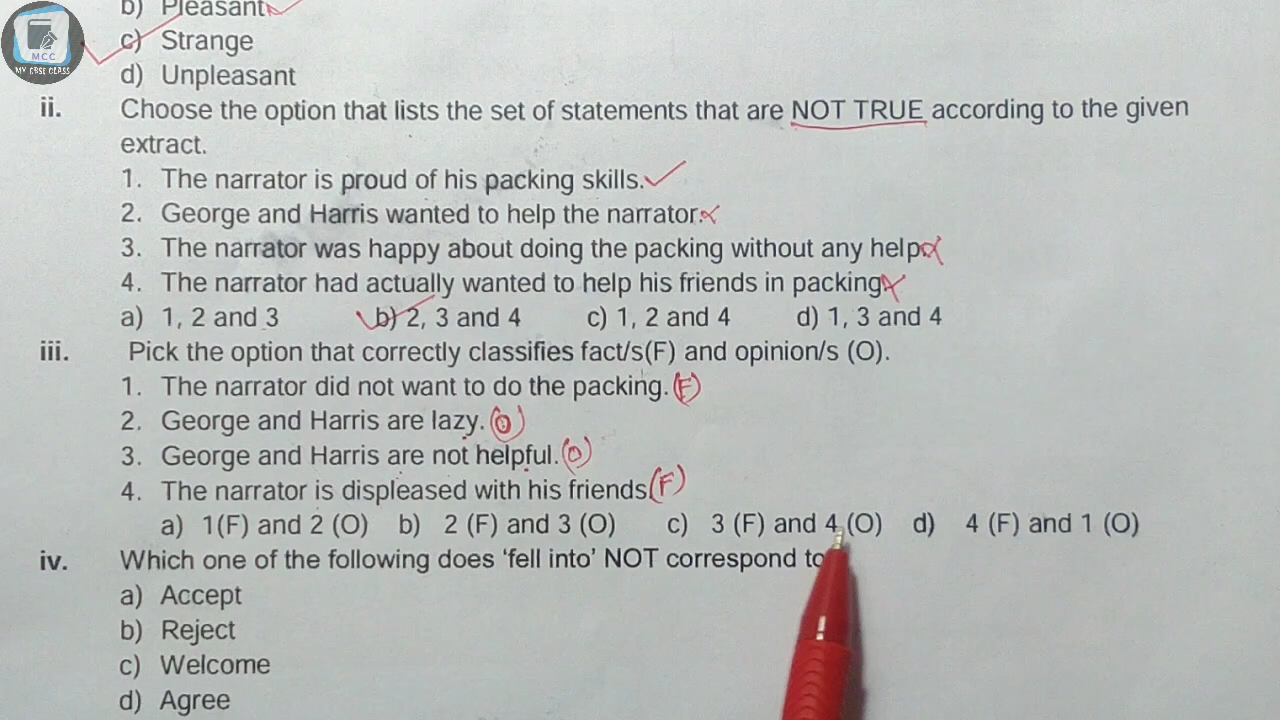 b) Pleasant
c) Strange
MCC
MY CBSE CLASS
d) Unpleasant
ii. Choose the option that lists the set of statements that are NOT TRUE according to the given
extract.
1. The narrator is proud of his packing skills.
2. George and Harris wanted to help the narrator.
3. The narrator was happy about doing the packing without any help.
4. The narrator had actually wanted to help his friends in packing.
a) 1, 2 and 3 b) 2, 3 and 4 c) 1, 2 and 4 d) 1, 3 and 4
iii. Pick the option that correctly classifies fact/s(F) and opinion/s (O).
1. The narrator did not want to do the packing. (F)
2. George and Harris are lazy. (O)
3. George and Harris are not helpful. (O)
4. The narrator is displeased with his friends (F)
a) 1(F) and 2 (O) b) 2 (F) and 3 (O) c) 3 (F) and 4 (O) d) 4 (F) and 1 (O)
iv. Which one of the following does ‘fell into’ NOT correspond to
a) Accept
b) Reject
c) Welcome
d) Agree